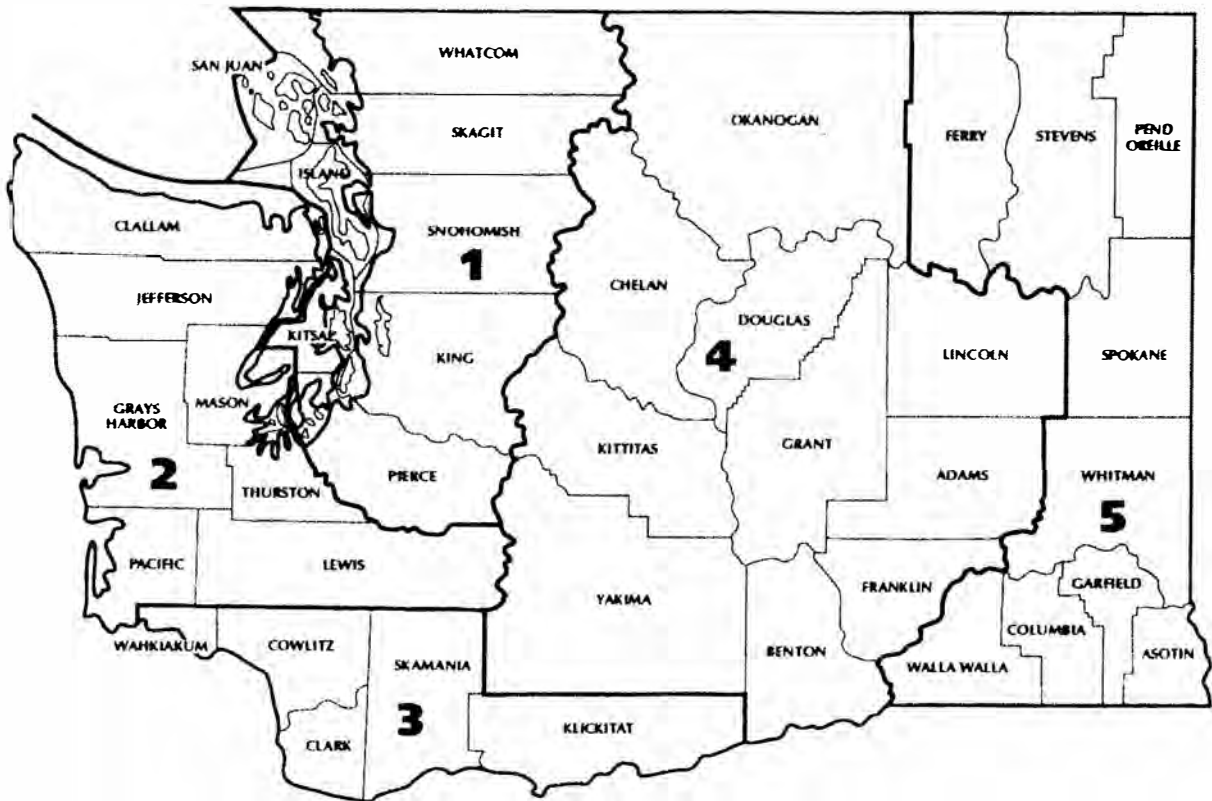 WHATCOM
SAN JUAN
SKAGIT
OKANOGAN
FERRY
STEVENS
PEND
OREILLE
ISLAND
CLALLAM
SNOHOMISH
1
JEFFERSON
CHELAN
DOUGLAS
4
KITSAP
KING
LINCOLN
SPOKANE
MASON
GRAYS
HARBOR
2
KITTITAS
GRANT
THURSTON
PIERCE
ADAMS
WHITMAN
5
PACIFIC
LEWIS
YAKIMA
FRANKLIN
GARFIELD
WAHKIAKUM
COWLITZ
SKAMANIA
3
BENTON
WALLA WALLA
COLUMBIA
ASOTIN
CLARK
KLICKITAT